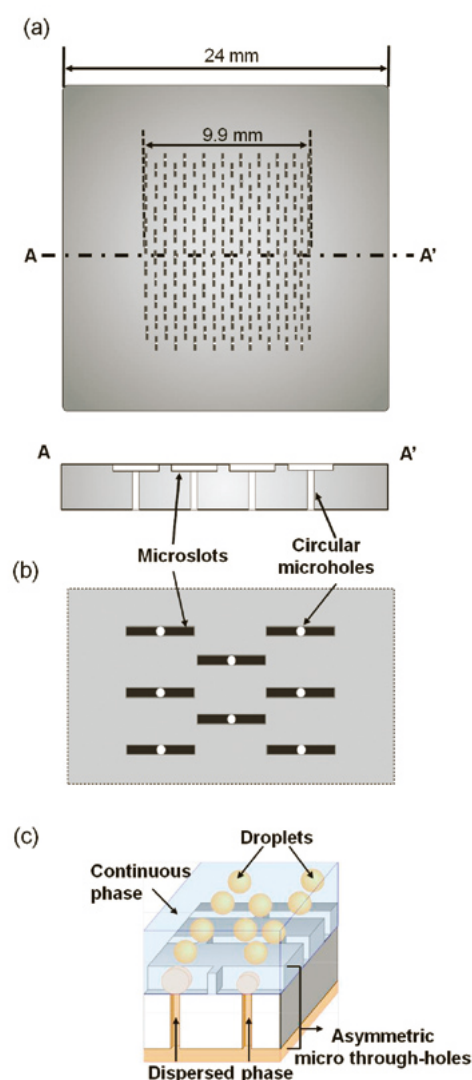 (a)
24 mm
9.9 mm
A
A'
A
A'
Microslots
Circular
microholes
(b)
(c)
Droplets
Continuous
phase
Asymmetric
micro through-holes
Dispersed phase